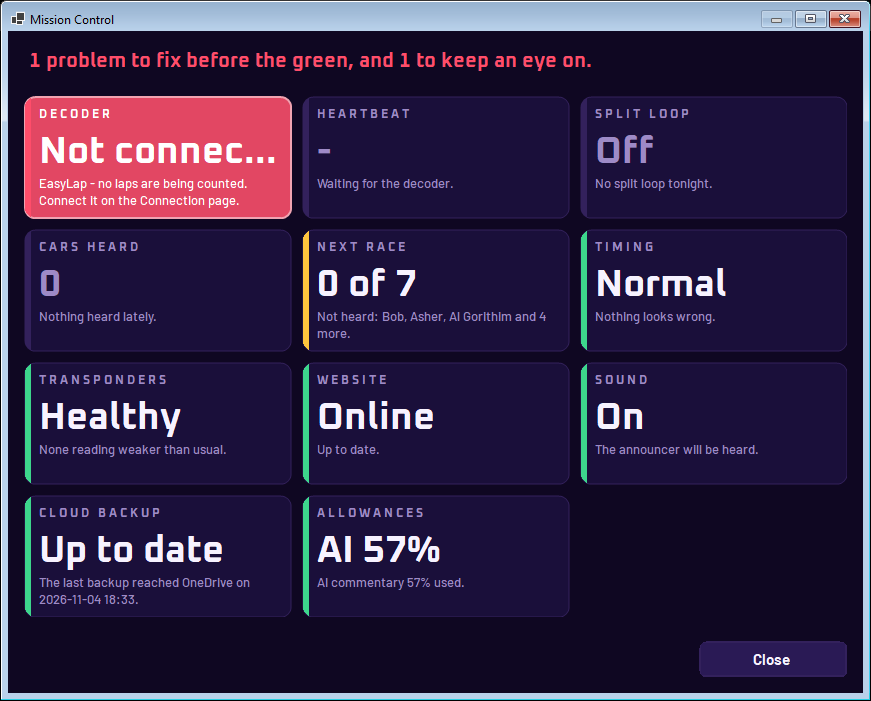 Mission Control
1 problem to fix before the green, and 1 to keep an eye on.
DECODER
Not connec...
EasyLap - no laps are being counted.
Connect it on the Connection page.
HEARTBEAT
-
Waiting for the decoder.
SPLIT LOOP
Off
No split loop tonight.
CARS HEARD
0
Nothing heard lately.
NEXT RACE
0 of 7
Not heard: Bob, Asher, Al Gorithim and 4
more.
TIMING
Normal
Nothing looks wrong.
TRANSPONDERS
Healthy
None reading weaker than usual.
WEBSITE
Online
Up to date.
SOUND
On
The announcer will be heard.
CLOUD BACKUP
Up to date
The last backup reached OneDrive on
2026-11-04 18:33.
ALLOWANCES
AI 57%
AI commentary 57% used.
Close